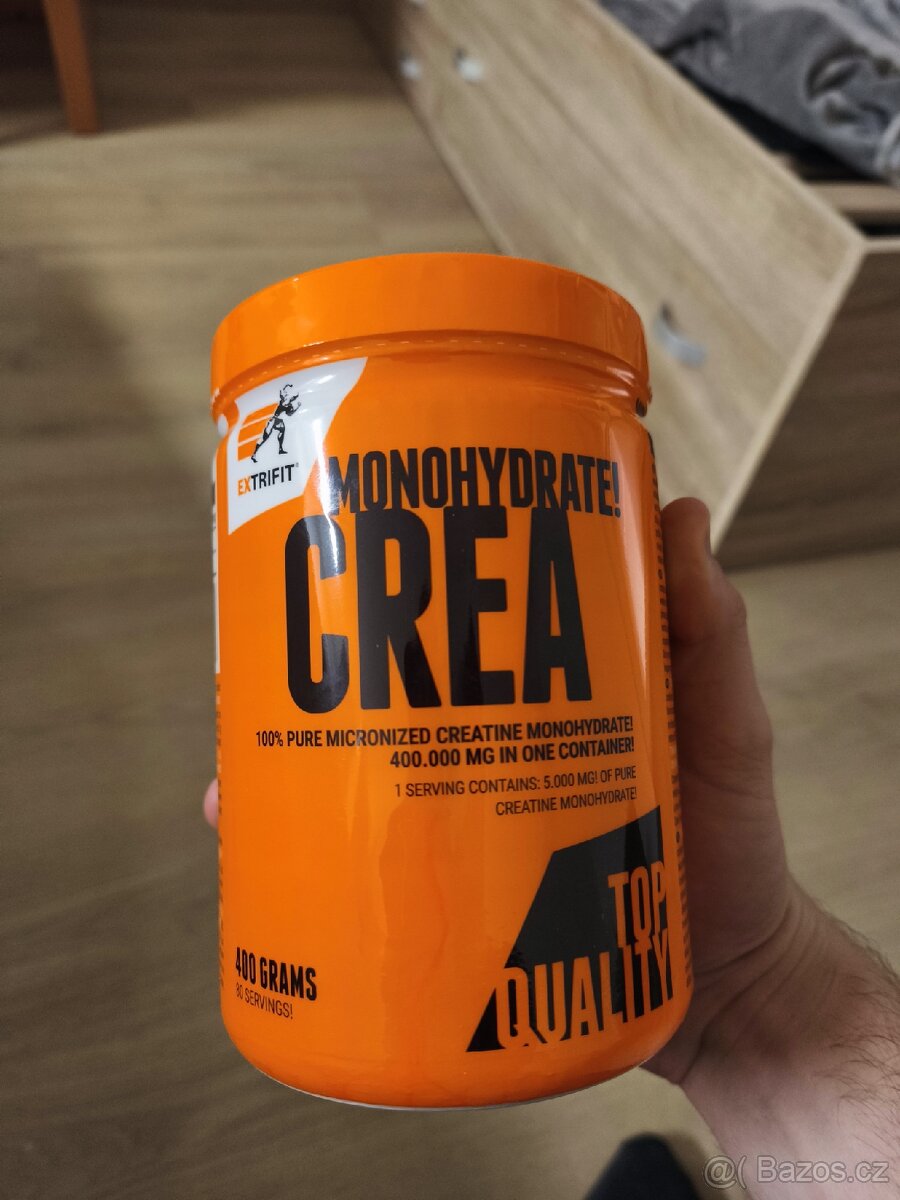 EXTRIFIT®
MONOHYDRATE!
CREA
100% PURE MICRONIZED CREATINE MONOHYDRATE!
400.000 MG IN ONE CONTAINER!
1 SERVING CONTAINS: 5.000 MG! OF PURE
CREATINE MONOHYDRATE!
TOP
QUALITY
400 GRAMS
80 SERVINGS!
@( Bazos.cz